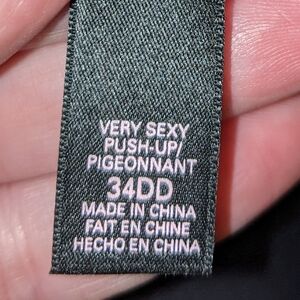 VERY SEXY
PUSH-UP/
PIGEONNANT
34DD
MADE IN CHINA
FAIT EN CHINE
HECHO EN CHINA